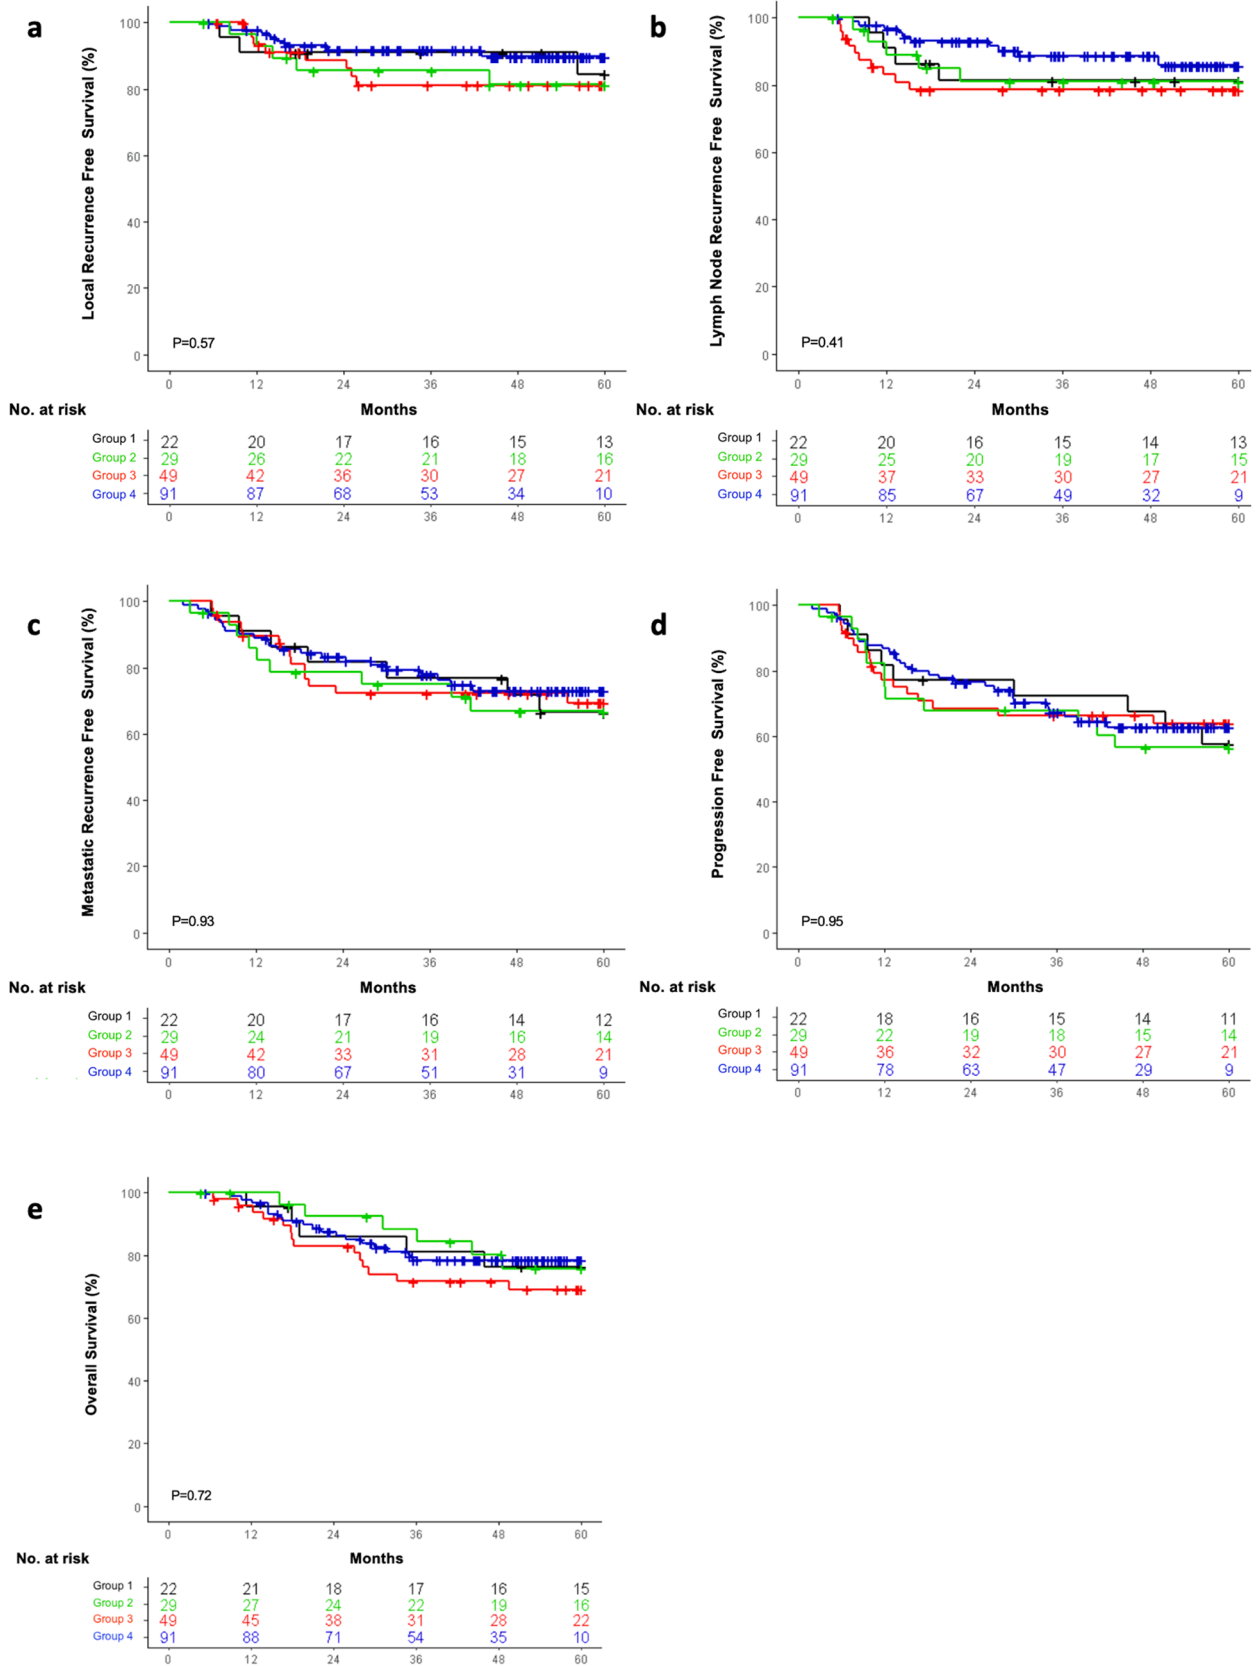 a
Local Recurrence Free Survival (%)
100
80
60
40
20
0
P=0.57
0 12 24 36 48 60
No. at risk Months
Group 1 22 20 17 16 15 13
Group 2 29 26 22 21 18 16
Group 3 49 42 36 30 27 21
Group 4 91 87 68 53 34 10
0 12 24 36 48 60
b
Lymph Node Recurrence Free Survival (%)
100
80
60
40
20
0
P=0.41
0 12 24 36 48 60
No. at risk Months
Group 1 22 20 16 15 14 13
Group 2 29 25 20 19 17 15
Group 3 49 37 33 30 27 21
Group 4 91 85 67 49 32 9
0 12 24 36 48 60
c
Metastatic Recurrence Free Survival (%)
100
80
60
40
20
0
P=0.93
0 12 24 36 48 60
No. at risk Months
Group 1 22 20 17 16 14 12
Group 2 29 24 21 19 16 14
Group 3 49 42 33 31 28 21
Group 4 91 80 67 51 31 9
0 12 24 36 48 60
d
Progression Free Survival (%)
100
80
60
40
20
0
P=0.95
0 12 24 36 48 60
No. at risk Months
Group 1 22 18 16 15 14 11
Group 2 29 22 19 18 15 14
Group 3 49 36 32 30 27 21
Group 4 91 78 63 47 29 9
0 12 24 36 48 60
e
Overall Survival (%)
100
80
60
40
20
0
P=0.72
0 12 24 36 48 60
No. at risk Months
Group 1 22 21 18 17 16 15
Group 2 29 27 24 22 19 16
Group 3 49 45 38 31 28 22
Group 4 91 88 71 54 35 10
0 12 24 36 48 60